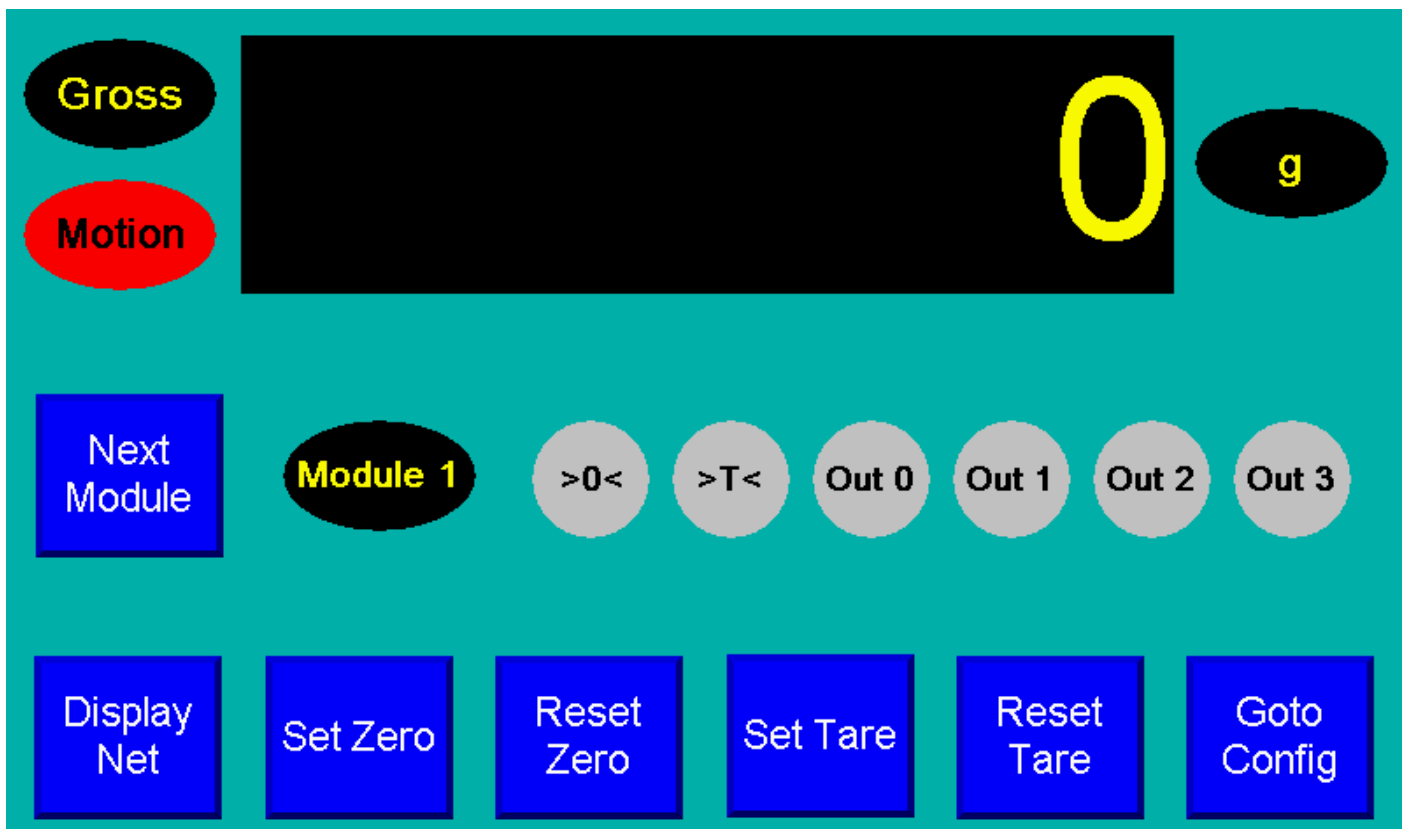 Gross
0
g
Motion
Next
Module
Module 1
>0<
>T<
Out 0
Out 1
Out 2
Out 3
Display
Net
Set Zero
Reset
Zero
Set Tare
Reset
Tare
Goto
Config